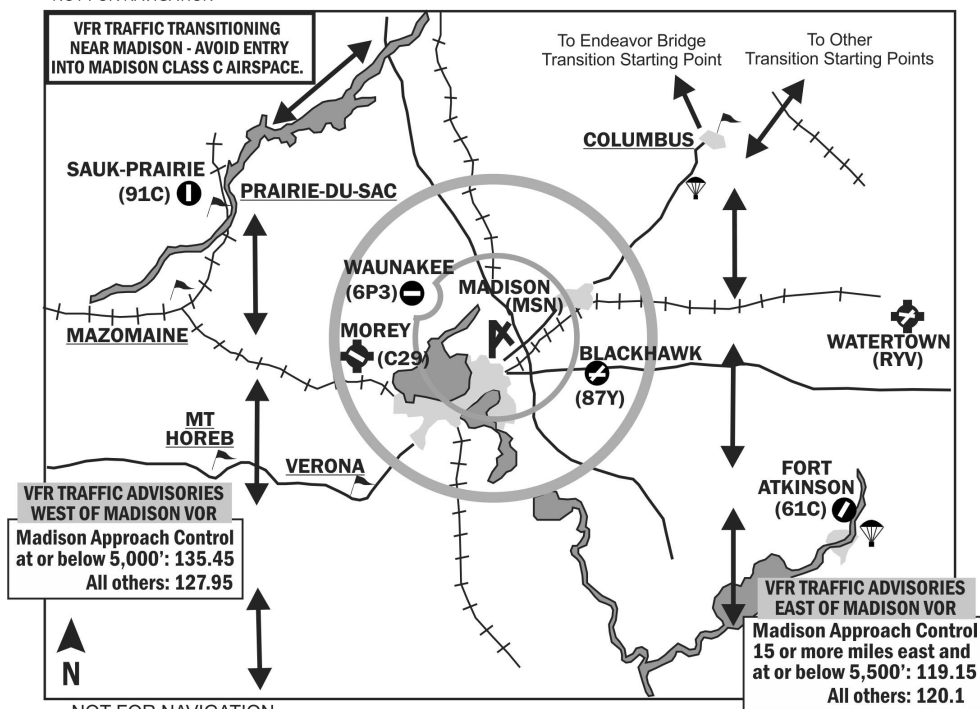 VFR TRAFFIC TRANSITIONING
NEAR MADISON - AVOID ENTRY
INTO MADISON CLASS C AIRSPACE.
To Endeavor Bridge
Transition Starting Point
To Other
Transition Starting Points
COLUMBUS
SAUK-PRAIRIE
(91C)
PRAIRIE-DU-SAC
WAUNAKEE
(6P3)
MADISON
(MSN)
MAZOMAINE
MOREY
(C29)
BLACKHAWK
(87Y)
WATERTOWN
(RYV)
MT
HOREB
VERONA
FORT
ATKINSON
(61C)
VFR TRAFFIC ADVISORIES
WEST OF MADISON VOR
Madison Approach Control
at or below 5,000’: 135.45
All others: 127.95
N
VFR TRAFFIC ADVISORIES
EAST OF MADISON VOR
Madison Approach Control
15 or more miles east and
at or below 5,500’: 119.15
All others: 120.1
NOT FOR NAVIGATION